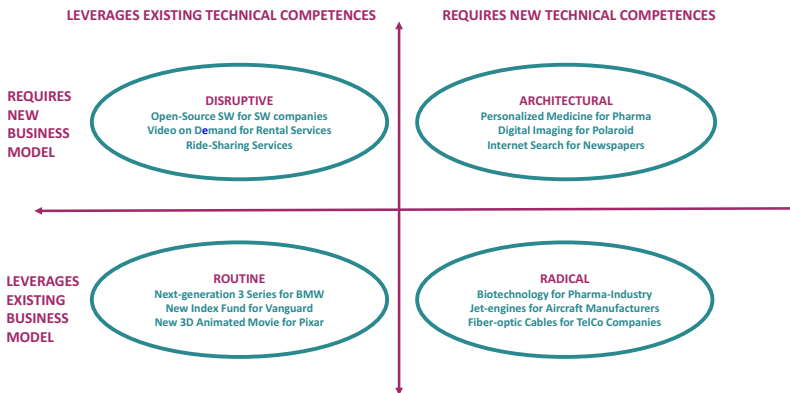 LEVERAGES EXISTING TECHNICAL COMPETENCES
REQUIRES NEW TECHNICAL COMPETENCES
REQUIRES
NEW
BUSINESS
MODEL
DISRUPTIVE
Open-Source SW for SW companies
Video on Demand for Rental Services
Ride-Sharing Services
ARCHITECTURAL
Personalized Medicine for Pharma
Digital Imaging for Polaroid
Internet Search for Newspapers
LEVERAGES
EXISTING
BUSINESS
MODEL
ROUTINE
Next-generation 3 Series for BMW
New Index Fund for Vanguard
New 3D Animated Movie for Pixar
RADICAL
Biotechnology for Pharma-Industry
Jet-engines for Aircraft Manufacturers
Fiber-optic Cables for TelCo Companies